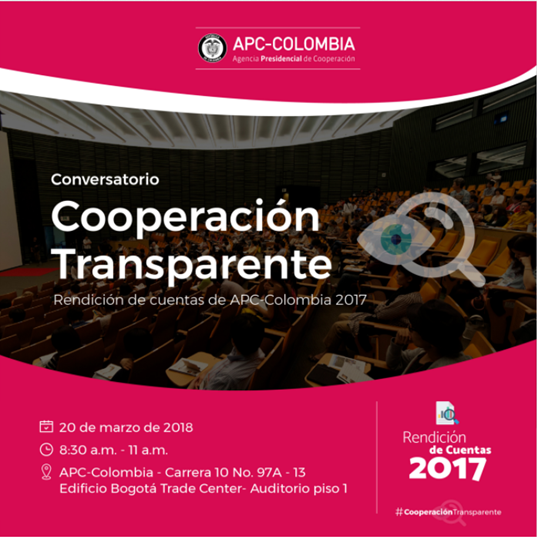 APC-COLOMBIA
Agencia Presidencial de Cooperación
Conversatorio
Cooperación
Transparente
Rendición de cuentas de APC-Colombia 2017
20 de marzo de 2018
8:30 a.m. - 11 a.m.
APC-Colombia - Carrera 10 No. 97A - 13
Edificio Bogotá Trade Center- Auditorio piso 1
Rendición
de Cuentas
2017
#CooperaciónTransparente